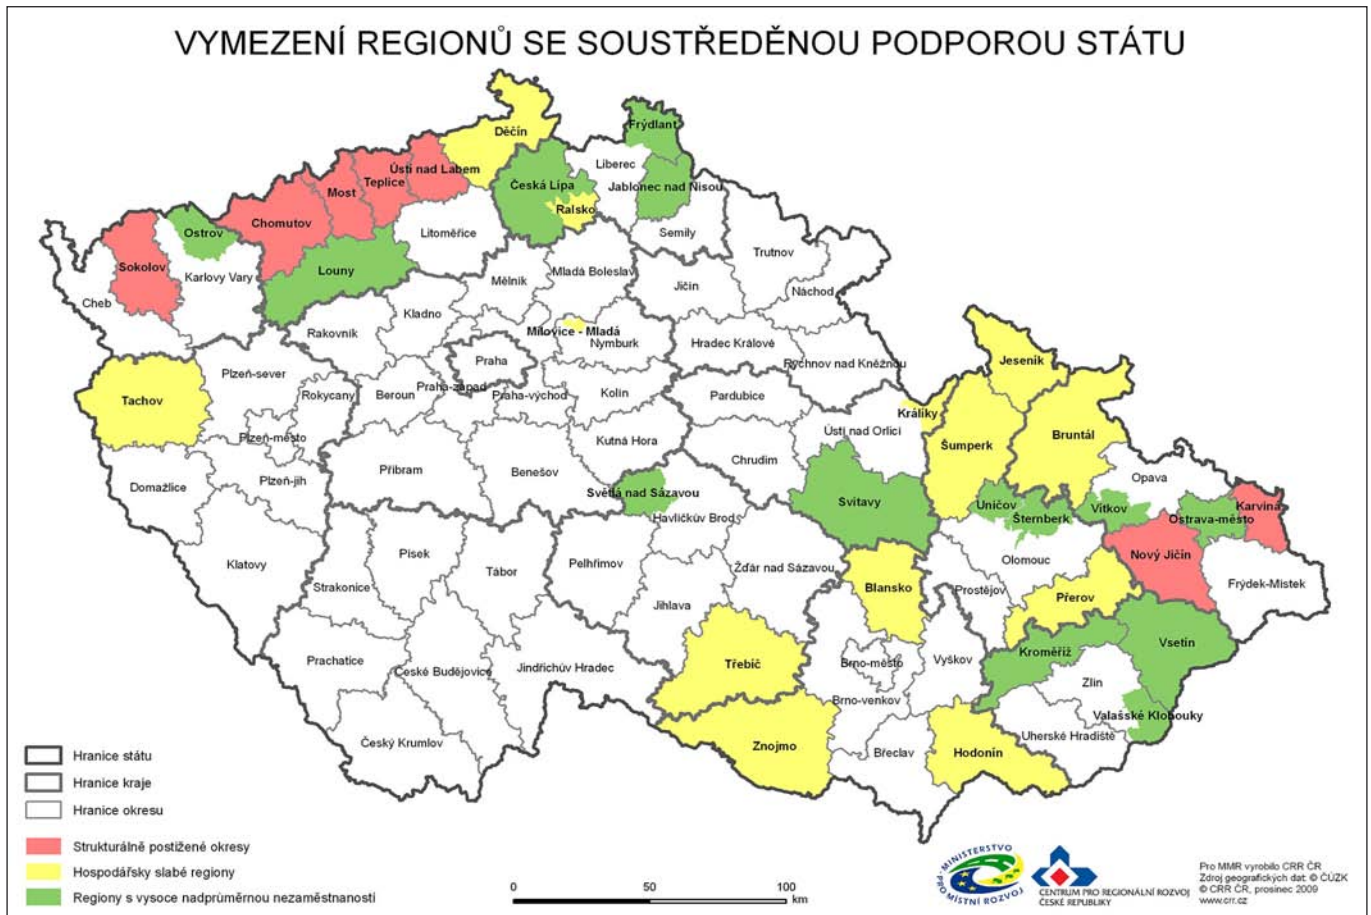 VYMEZENÍ REGIONŮ SE SOUSTŘEDĚNOU PODPOROU STÁTU
Děčín
Frýdlant
Ústí nad Labem
Liberec
Teplice
Most
Česká Lípa
Jablonec nad Nisou
Ralsko
Chomutov
Ostrov
Litoměřice
Semily
Trutnov
Sokolov
Karlovy Vary
Louny
Mělník
Mladá Boleslav
Jičín
Náchod
Cheb
Kladno
Rakovník
Milovice - Mladá
Nymburk
Hradec Králové
Rychnov nad Kněžnou
Jeseník
Praha
Plzeň-sever
Rokycany
Beroun
Praha-západ
Praha-východ
Kolín
Pardubice
Tachov
Králíky
Ústí nad Orlicí
Šumperk
Bruntál
Plzeň-město
Kutná Hora
Příbram
Benešov
Chrudim
Opava
Domažlice
Plzeň-jih
Světlá nad Sázavou
Svitavy
Uničov
Vítkov
Karviná
Havlíčkův Brod
Šternberk
Ostrava-město
Klatovy
Písek
Pelhřimov
Žďár nad Sázavou
Olomouc
Nový Jičín
Strakonice
Tábor
Blansko
Prostějov
Přerov
Frýdek-Místek
Jihlava
Prachatice
České Budějovice
Jindřichův Hradec
Třebíč
Brno-město
Vyškov
Kroměříž
Vsetín
Zlín
Brno-venkov
Valašské Klobouky
Český Krumlov
Znojmo
Břeclav
Hodonín
Uherské Hradiště
Hranice státu
Hranice kraje
Hranice okresu
Strukturálně postižené okresy
Hospodářsky slabé regiony
Regiony s vysoce nadprůměrnou nezaměstnaností
0 50 100
km
MINISTERSTVO
PRO MÍSTNÍ ROZVOJ
CENTRUM PRO REGIONÁLNÍ ROZVOJ
ČESKÉ REPUBLIKY
Pro MMR vyrobilo CRR ČR
Zdroj geografických dat © ČÚZK
© CRR ČR, prosinec 2009
www.crr.cz